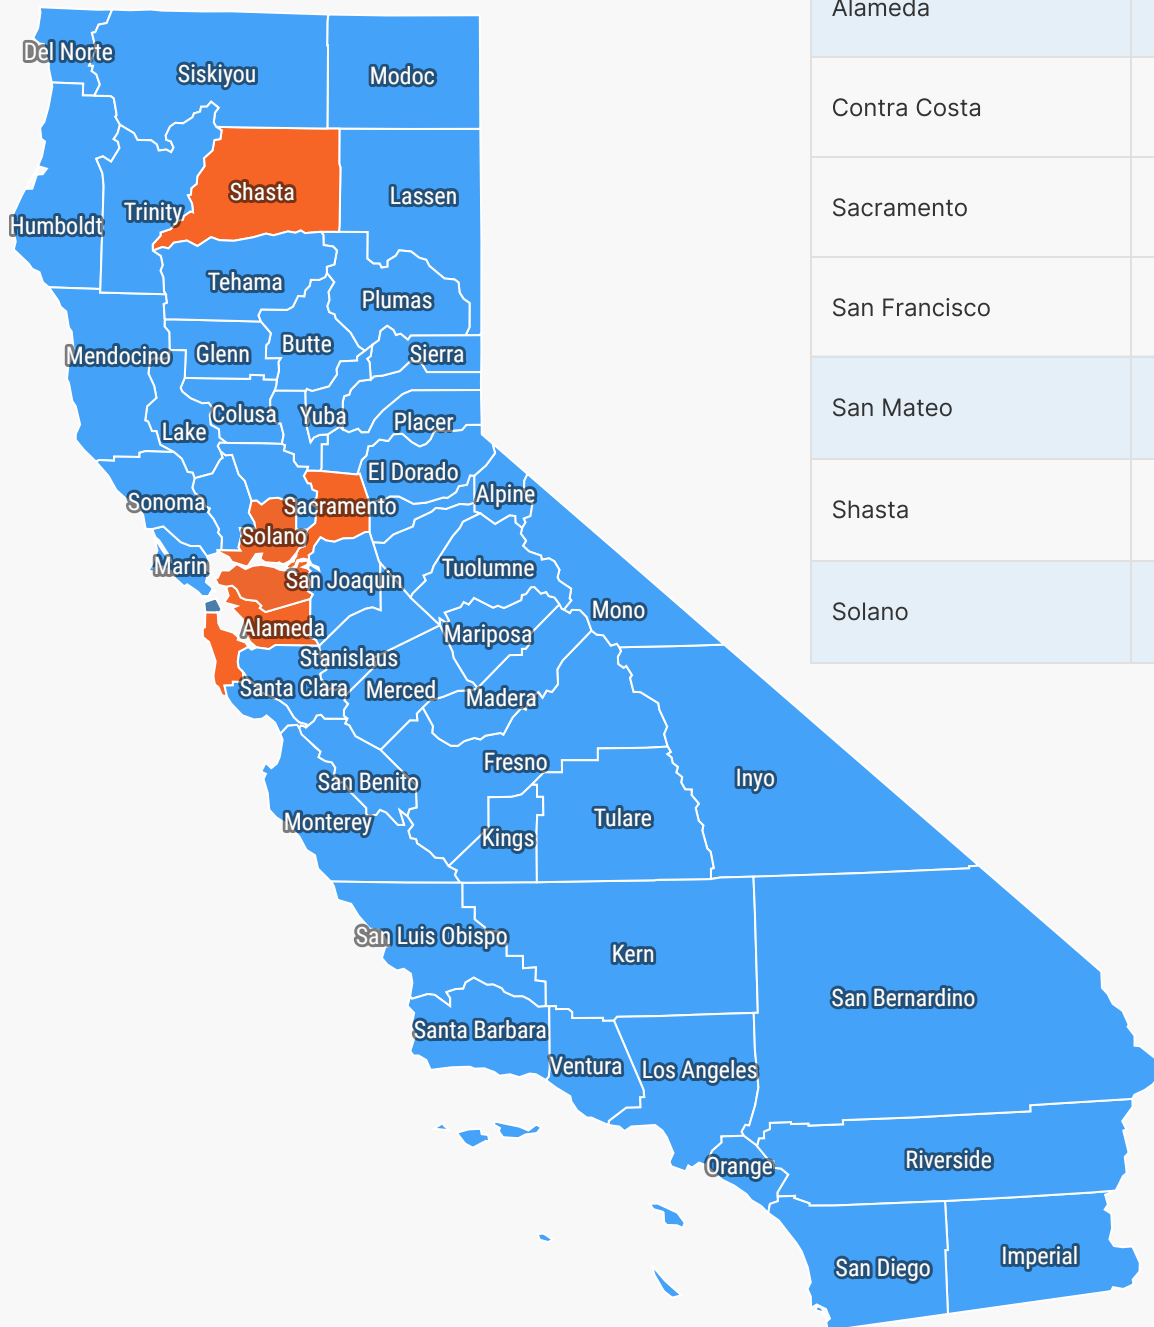 Del Norte
Siskiyou
Modoc
Shasta
Lassen
Trinity
Humboldt
Tehama
Plumas
Butte
Glenn
Sierra
Mendocino
Colusa
Yuba
Placer
Lake
El Dorado
Alpine
Sonoma
Sacramento
Solano
Marin
Tuolumne
San Joaquin
Mono
Alameda
Mariposa
Stanislaus
Santa Clara
Merced
Madera
Fresno
Inyo
San Benito
Monterey
Tulare
Kings
San Luis Obispo
Kern
San Bernardino
Santa Barbara
Ventura
Los Angeles
Orange
Riverside
San Diego
Imperial
Alameda
Contra Costa
Sacramento
San Francisco
San Mateo
Shasta
Solano